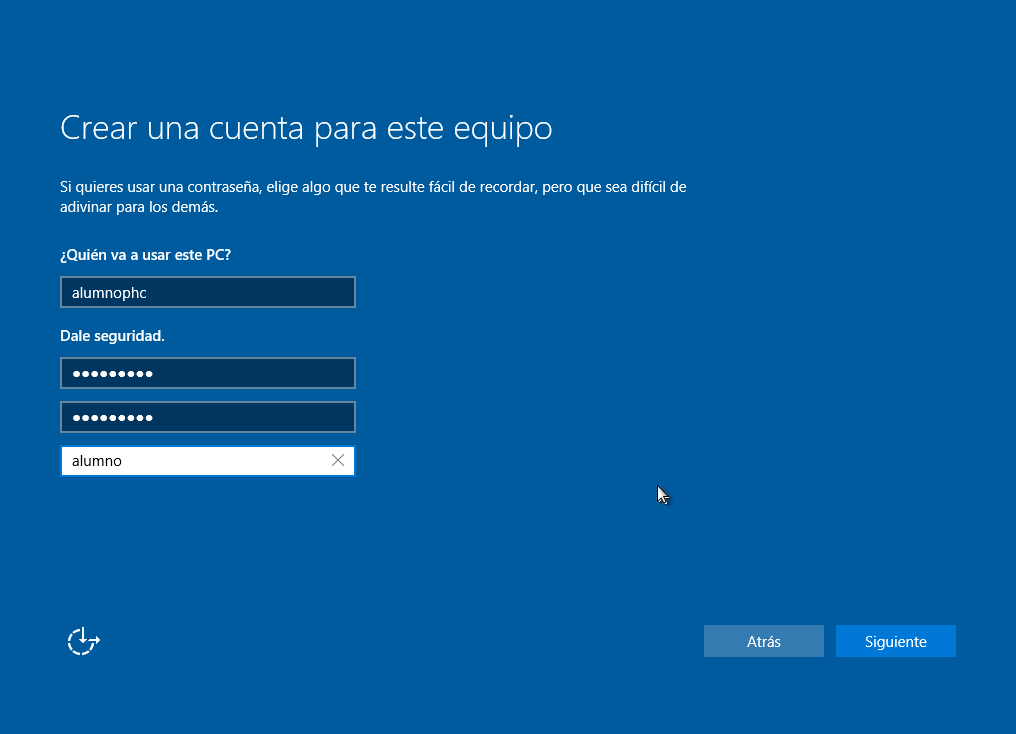 Crear una cuenta para este equipo
Si quieres usar una contraseña, elige algo que te resulte fácil de recordar, pero que sea difícil de
adivinar para los demás.
¿Quién va a usar este PC?
alumnophc
Dale seguridad.
●●●●●●●●●
●●●●●●●●●
alumno
Atrás
Siguiente